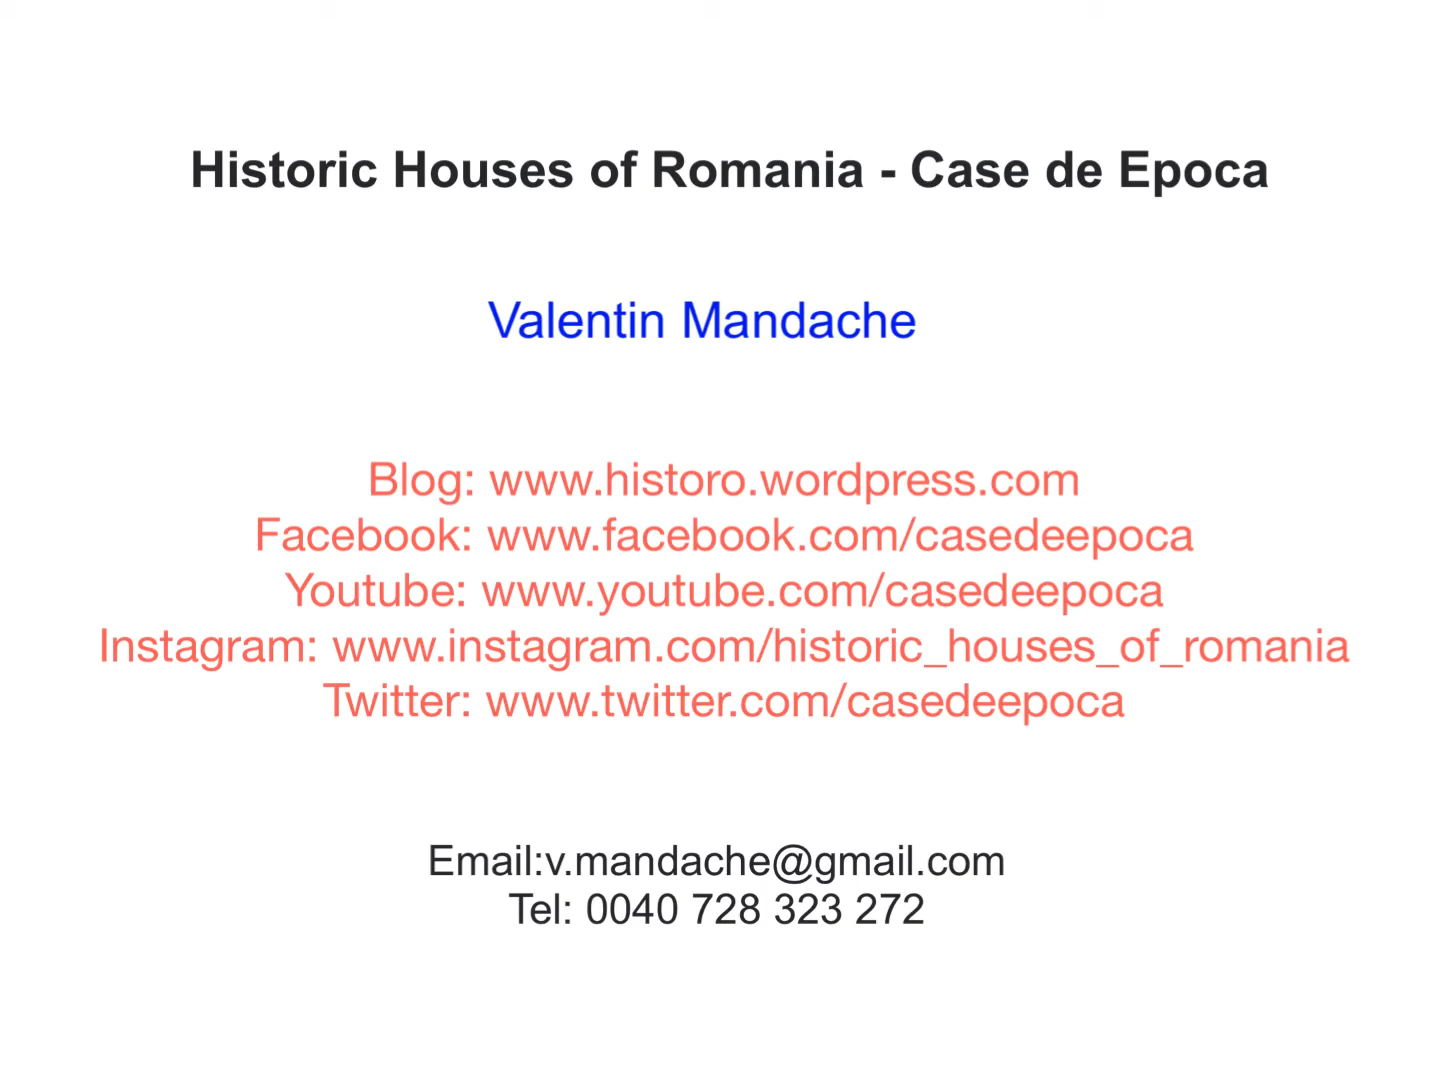 Historic Houses of Romania - Case de Epoca
Valentin Mandache
Blog: www.historo.wordpress.com
Facebook: www.facebook.com/casedeepoca
Youtube: www.youtube.com/casedeepoca
Instagram: www.instagram.com/historic_houses_of_romania
Twitter: www.twitter.com/casedeepoca
Email:v.mandache@gmail.com
Tel: 0040 728 323 272